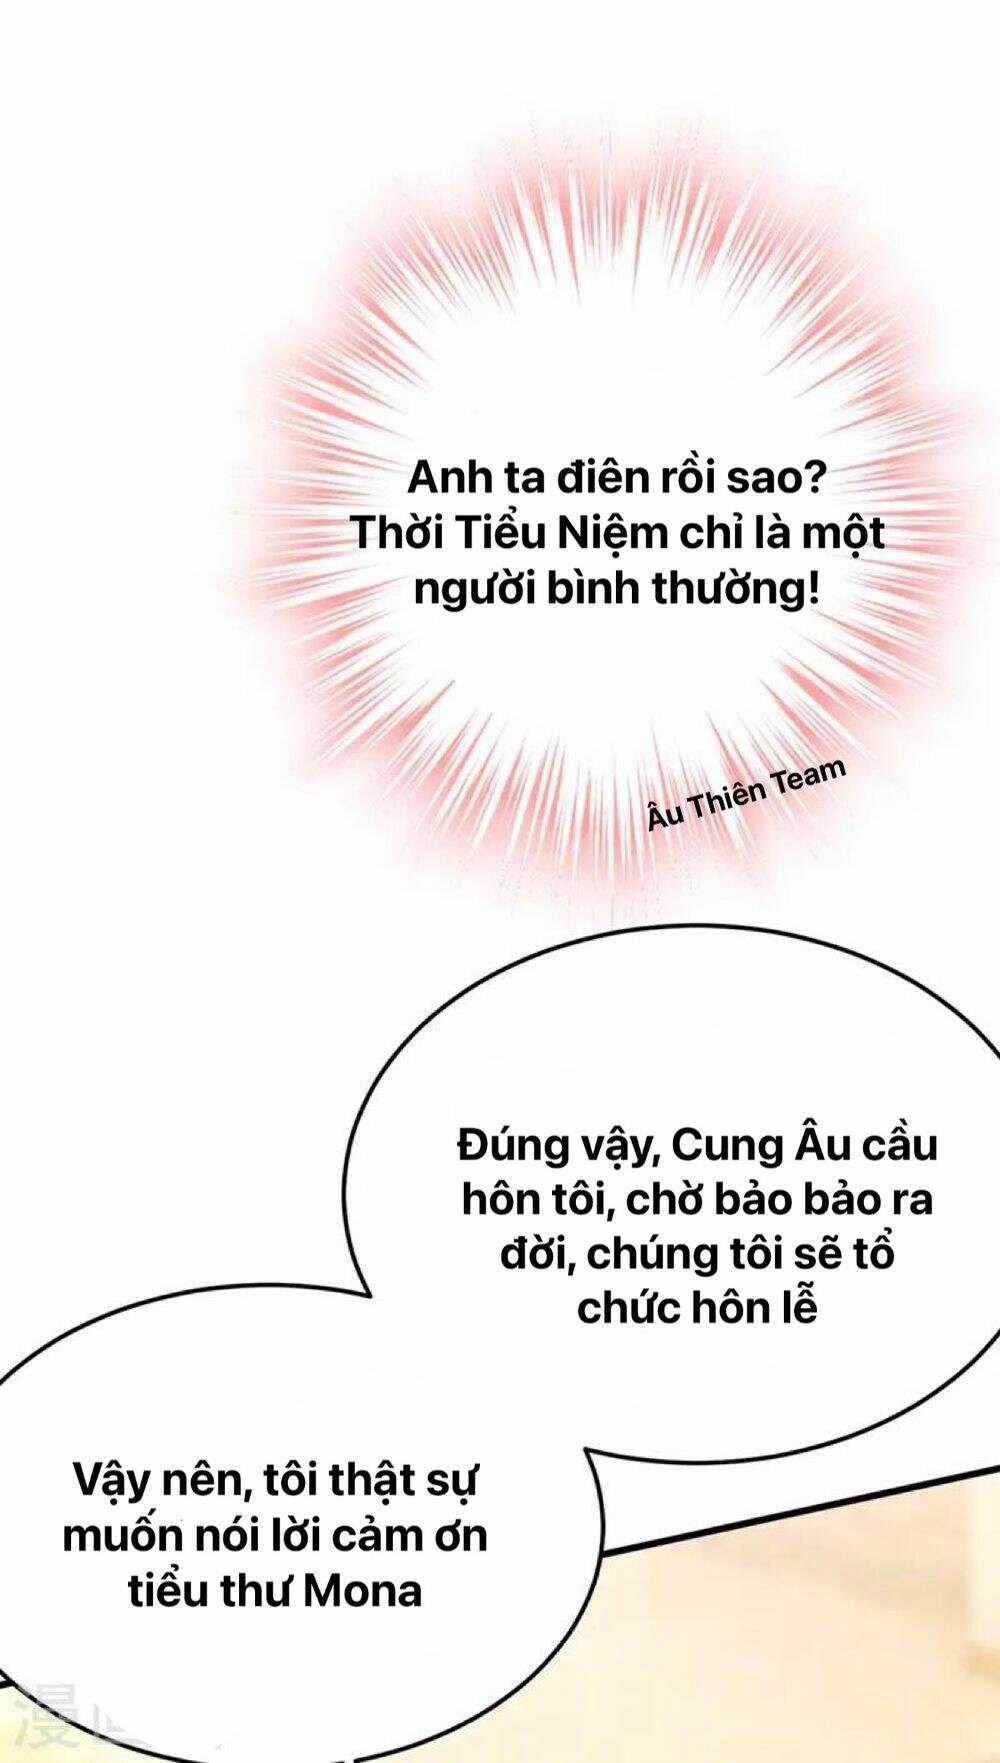 Anh ta điên rồi sao?
Thời Tiểu Niệm chỉ là một
người bình thường!
Âu Thiên Team
Đúng vậy, Cung Âu cầu
hôn tôi, chờ bảo bảo ra
đời, chúng tôi sẽ tổ
chức hôn lễ
Vậy nên, tôi thật sự
muốn nói lời cảm ơn
tiểu thư Mona
漫